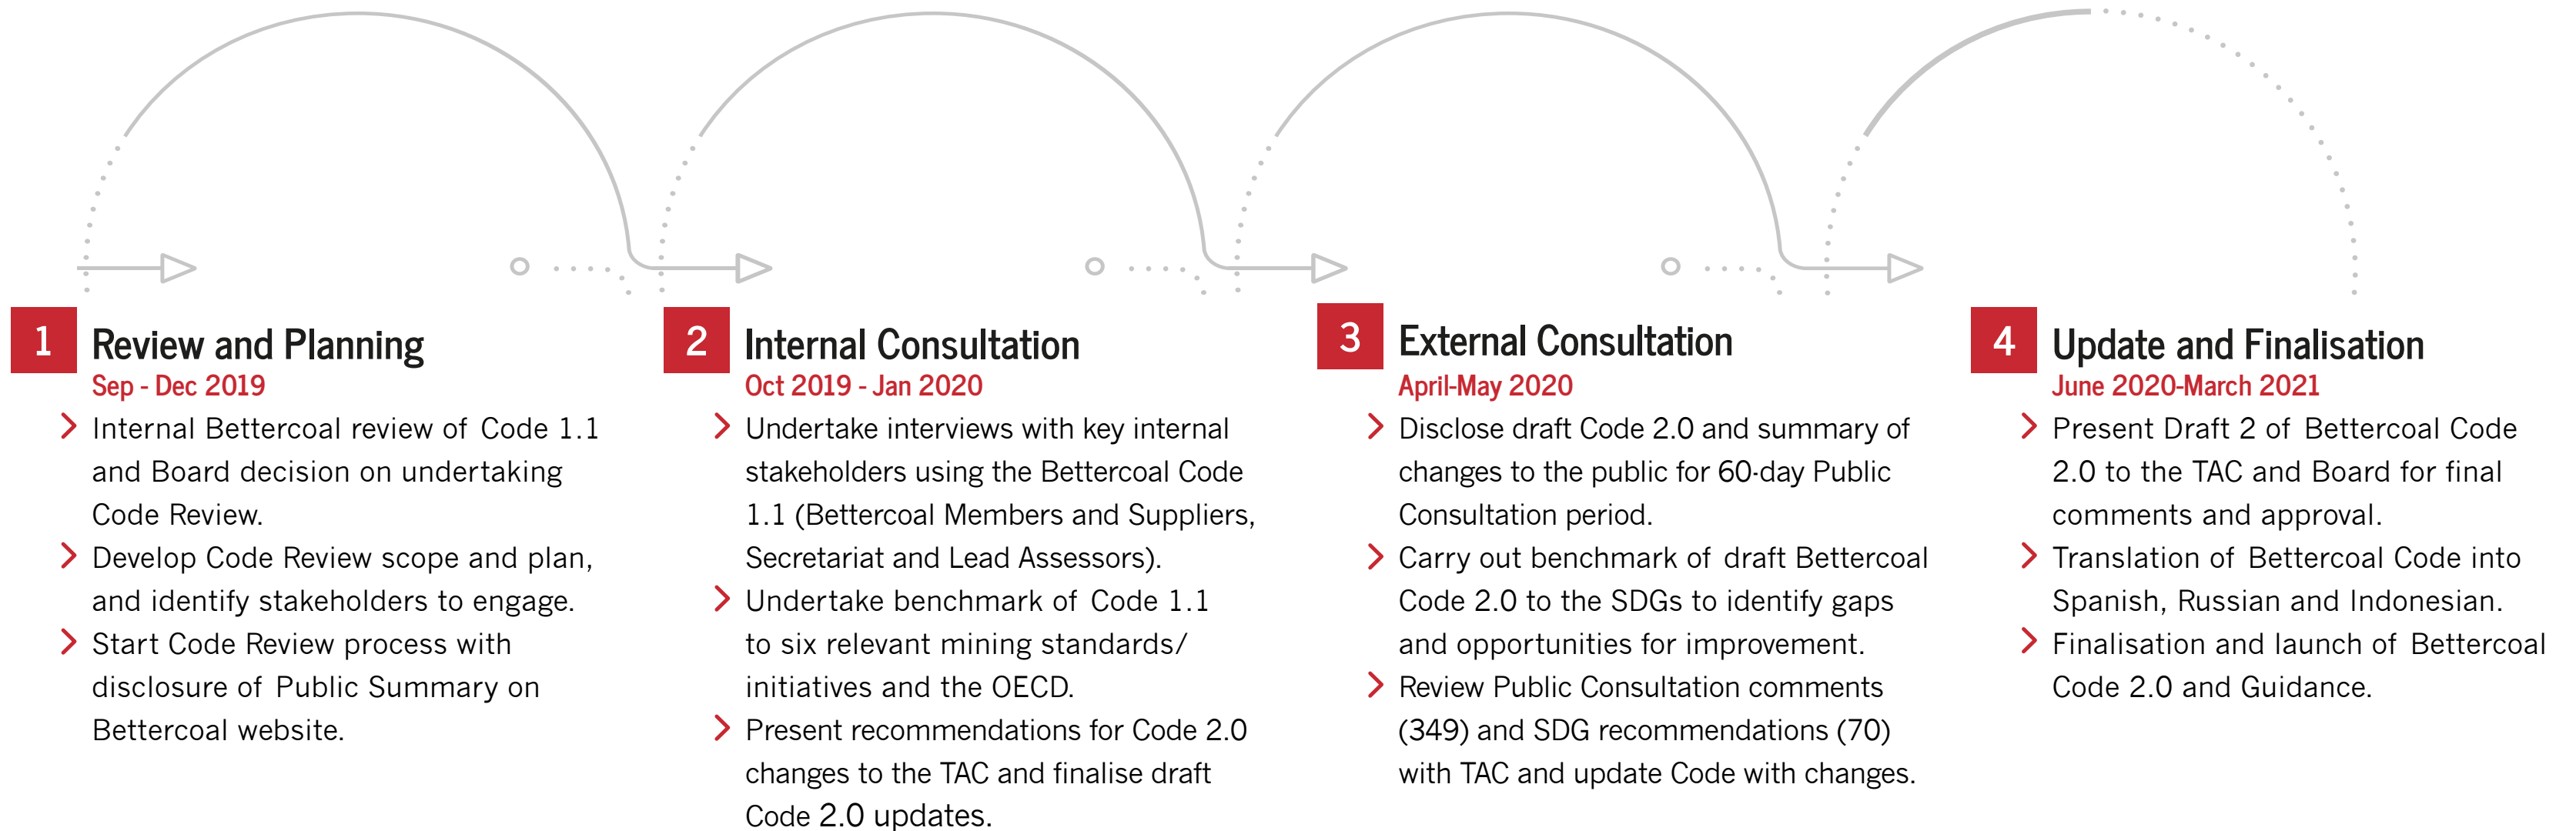 1
Review and Planning
Sep - Dec 2019
Internal Bettercoal review of Code 1.1
and Board decision on undertaking
Code Review.
Develop Code Review scope and plan,
and identify stakeholders to engage.
Start Code Review process with
disclosure of Public Summary on
Bettercoal website.
2
Internal Consultation
Oct 2019 - Jan 2020
Undertake interviews with key internal
stakeholders using the Bettercoal Code
1.1 (Bettercoal Members and Suppliers,
Secretariat and Lead Assessors).
Undertake benchmark of Code 1.1
to six relevant mining standards/
initiatives and the OECD.
Present recommendations for Code 2.0
changes to the TAC and finalise draft
Code 2.0 updates.
3
External Consultation
April-May 2020
Disclose draft Code 2.0 and summary of
changes to the public for 60-day Public
Consultation period.
Carry out benchmark of draft Bettercoal
Code 2.0 to the SDGs to identify gaps
and opportunities for improvement.
Review Public Consultation comments
(349) and SDG recommendations (70)
with TAC and update Code with changes.
4
Update and Finalisation
June 2020-March 2021
Present Draft 2 of Bettercoal Code
2.0 to the TAC and Board for final
comments and approval.
Translation of Bettercoal Code into
Spanish, Russian and Indonesian.
Finalisation and launch of Bettercoal
Code 2.0 and Guidance.